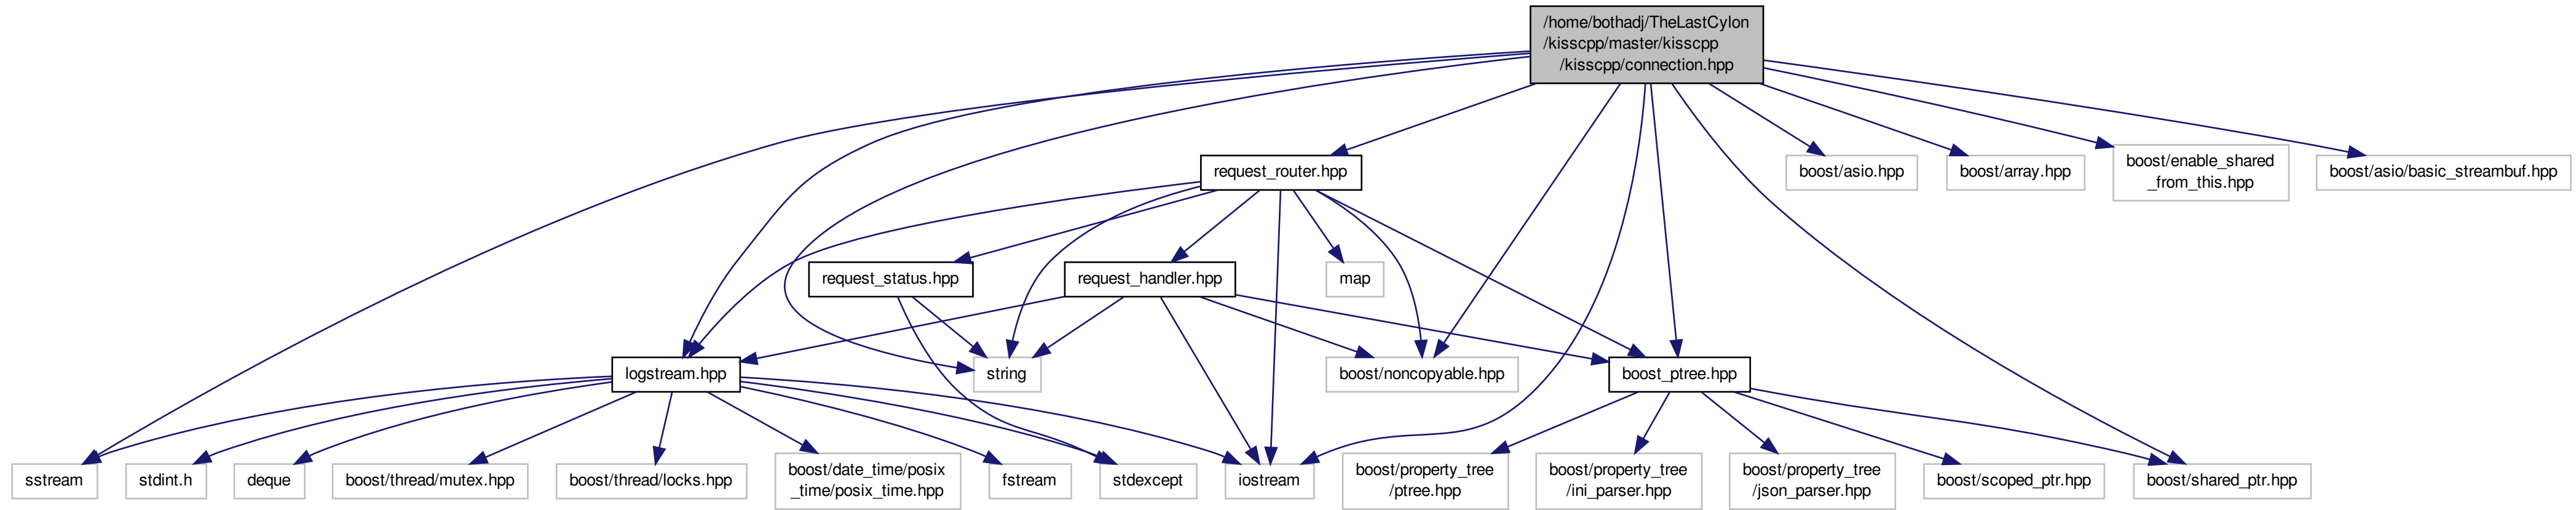 /home/bothadj/TheLastCylon
/kisscpp/master/kisscpp
/kisscpp/connection.hpp
request_router.hpp
boost/asio.hpp
boost/array.hpp
boost/enable_shared
_from_this.hpp
boost/asio/basic_streambuf.hpp
request_status.hpp
request_handler.hpp
map
logstream.hpp
string
boost/noncopyable.hpp
boost_ptree.hpp
sstream
stdint.h
deque
boost/thread/mutex.hpp
boost/thread/locks.hpp
boost/date_time/posix
_time/posix_time.hpp
fstream
stdexcept
iostream
boost/property_tree
/ptree.hpp
boost/property_tree
/ini_parser.hpp
boost/property_tree
/json_parser.hpp
boost/scoped_ptr.hpp
boost/shared_ptr.hpp